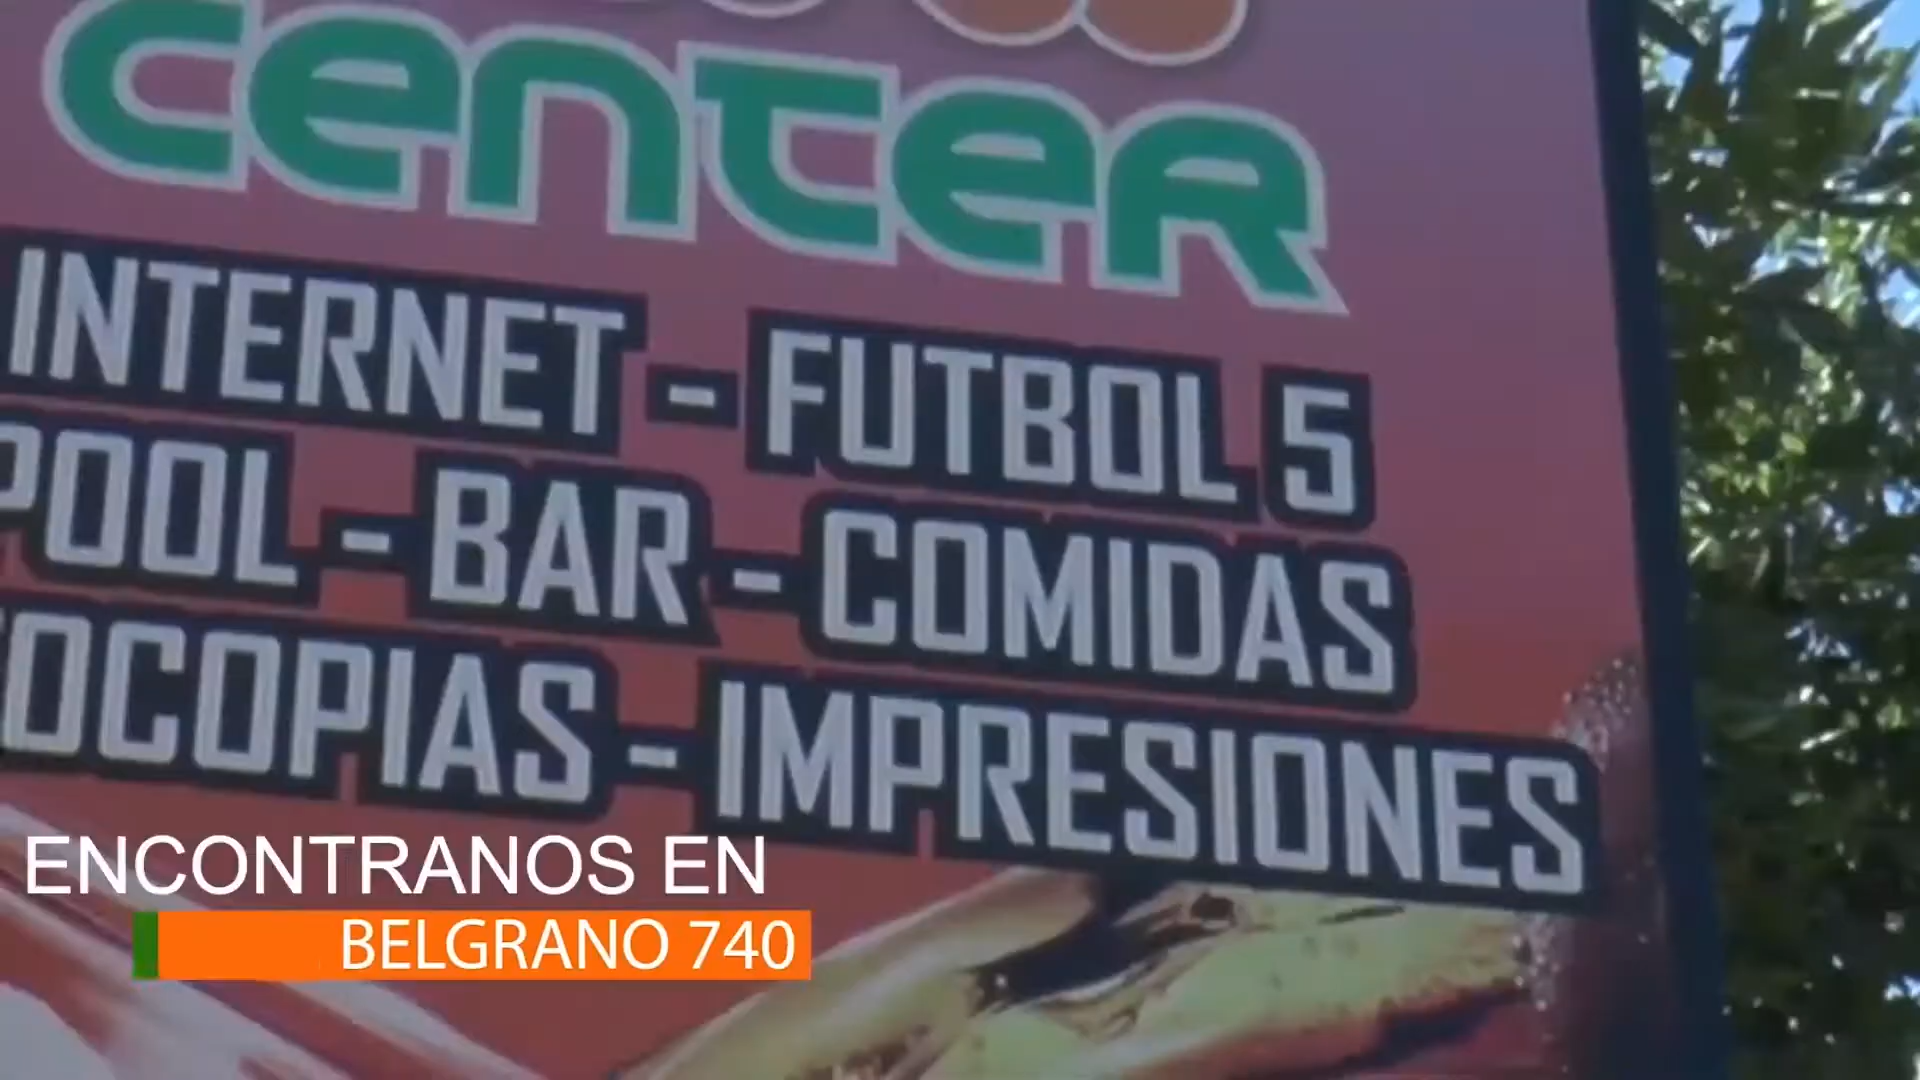 CENTER
INTERNET - FUTBOL 5
POOL - BAR - COMIDAS
OCOPIAS - IMPRESIONES
ENCONTRANOS EN
BELGRANO 740